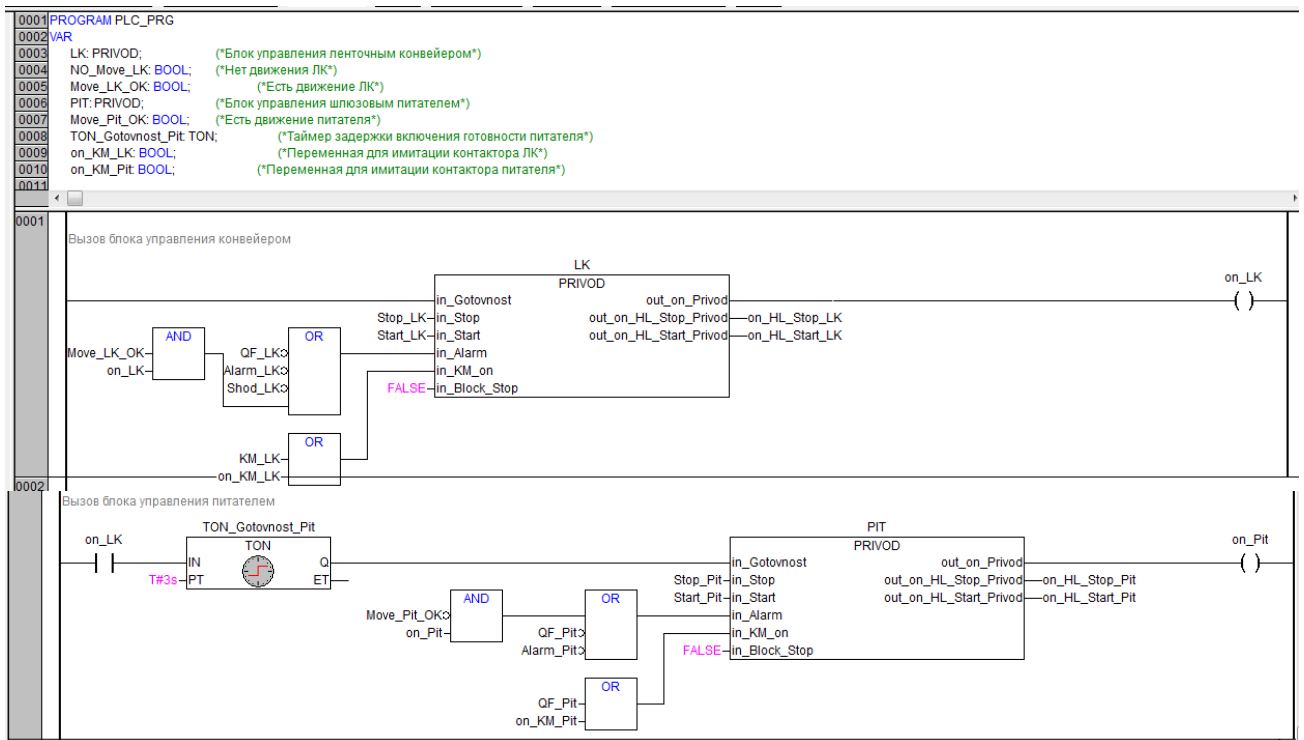 0001 PROGRAM PLC_PRG
0002 VAR
0003 LK: PRIVOD; (*Блок управления ленточным конвейером*)
0004 NO_Move_LK: BOOL; (*Нет движения ЛК*)
0005 Move_LK_OK: BOOL; (*Есть движение ЛК*)
0006 PIT: PRIVOD; (*Блок управления шлюзовым питателем*)
0007 Move_Pit_OK: BOOL; (*Есть движение питателя*)
0008 TON_Gotovnost_Pit: TON; (*Таймер задержки включения готовности питателя*)
0009 on_KM_LK: BOOL; (*Переменная для имитации контактора ЛК*)
0010 on_KM_Pit: BOOL; (*Переменная для имитации контактора питателя*)
0011
0001
Вызов блока управления конвейером
LK
PRIVOD
on_LK
in_Gotovnost out_on_Privod
Stop_LK in_Stop out_on_HL_Stop_Privod on_HL_Stop_LK
AND OR Start_LK in_Start out_on_HL_Start_Privod on_HL_Start_LK
Move_LK_OK QF_LK in_Alarm
on_LK Alarm_LK in_KM_on
Shod_LK FALSE in_Block_Stop
OR
KM_LK
on_KM_LK
0002
Вызов блока управления питателем
TON_Gotovnost_Pit PIT
on_LK TON PRIVOD on_Pit
IN Q in_Gotovnost out_on_Privod
T#3s PT ET Stop_Pit in_Stop out_on_HL_Stop_Privod on_HL_Stop_Pit
AND OR Start_Pit in_Start out_on_HL_Start_Privod on_HL_Start_Pit
Move_Pit_OK in_Alarm
on_Pit QF_Pit in_KM_on
Alarm_Pit FALSE in_Block_Stop
OR
QF_Pit
on_KM_Pit